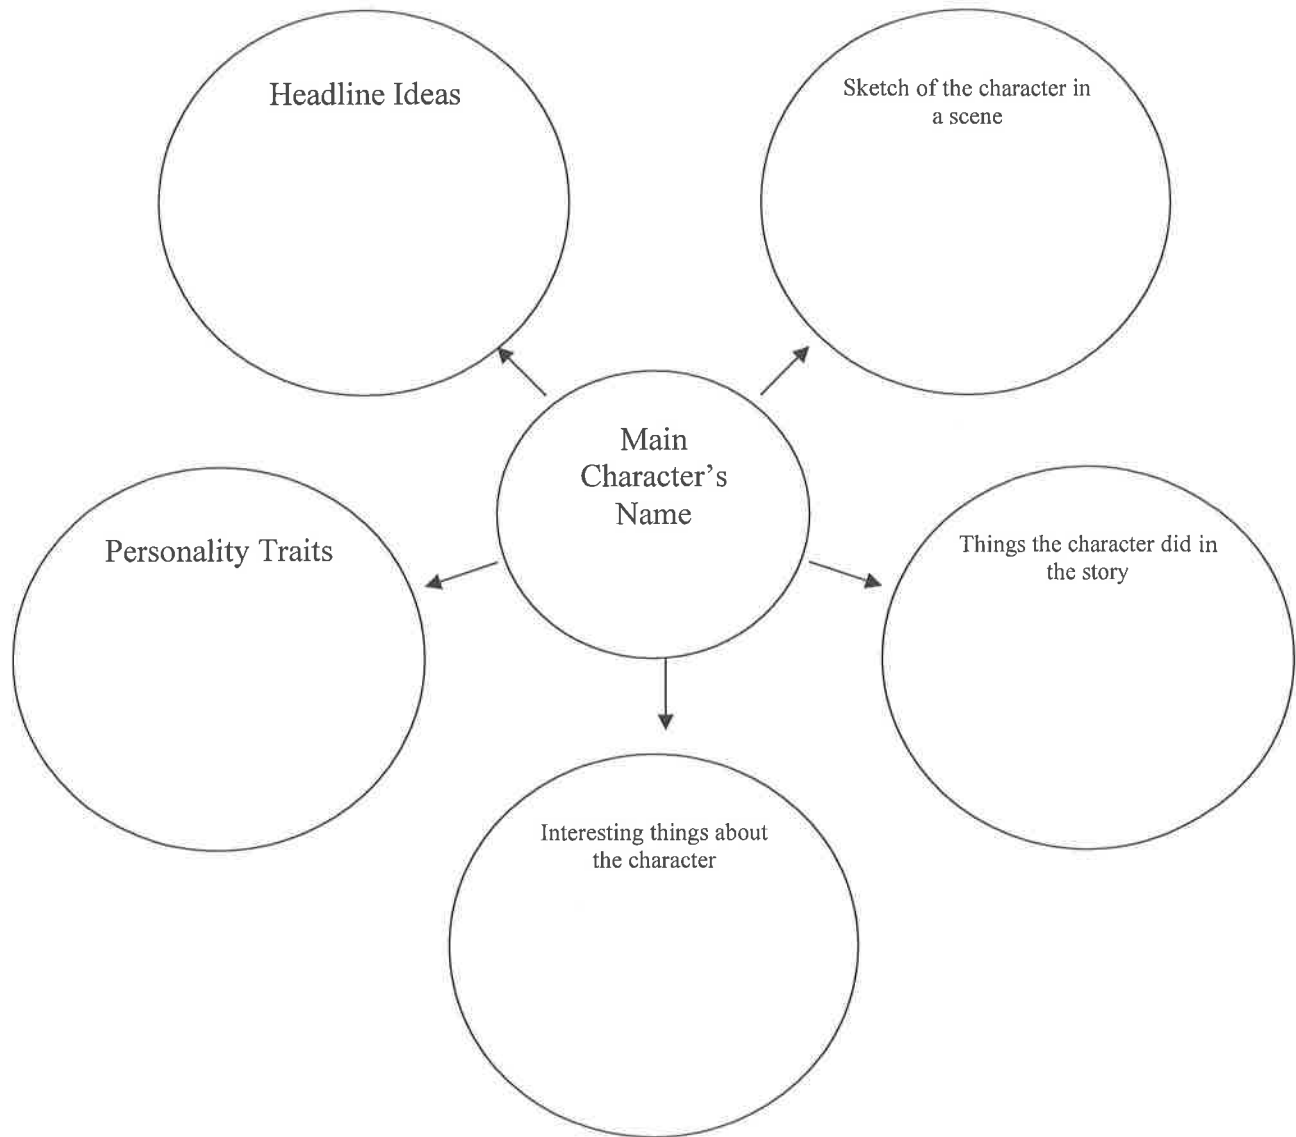 Headline Ideas
Sketch of the character in
a scene
Main
Character’s
Name
Personality Traits
Things the character did in
the story
Interesting things about
the character